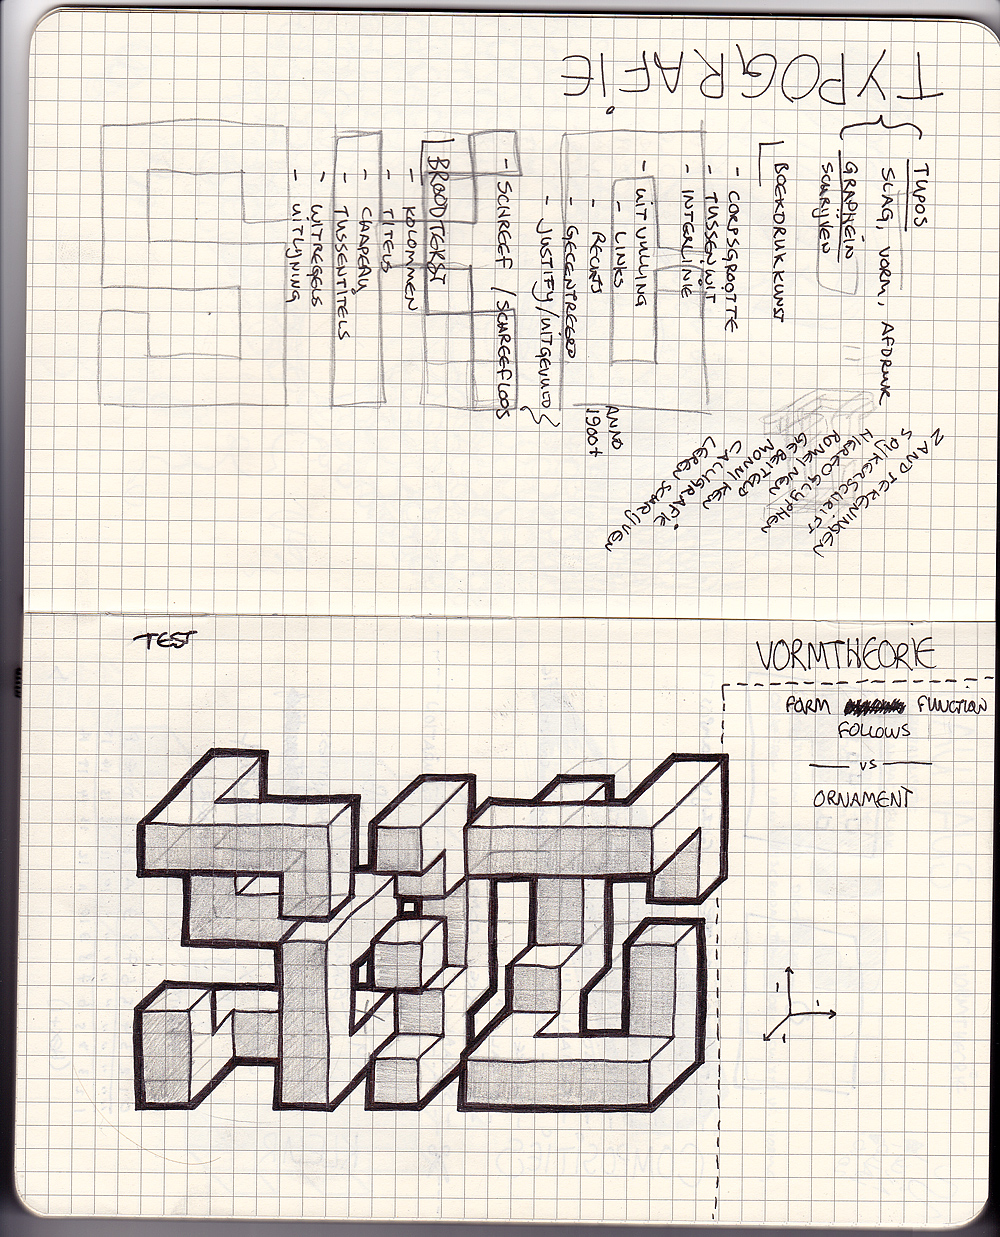 TYPOGRAFIE
TUPOS
SLAG, VORM, AFDRUK
GRAPHEIN
SCHRIJVEN
BOEKDRUKKUNST
- CORPSGROOTTE
- TUSSENWIT
- INTERLINIE
- UITVULLING
- LINKS
- RECHTS
- GECENTREERD
- JUSTIFY/UITGEVULD
- SCHREEF / SCHREEFLOOS
BROODTEKST
- KOLOMMEN
- TITELS
- CHAPEAU
- TUSSENTITELS
- WITREGELS
- UITLIJNING
ZANDTEKENINGEN
SPIJKERSCHRIFT
HIEROGLYPHEN
ROMEINEN
GEBEITELD
MONNIKEN
CALLIGRAFIE
LEREN SCHRIJVEN
ANNO
1900+
TEST
VORMTHEORIE
FORM FUNCTION
FOLLOWS
VS
ORNAMENT